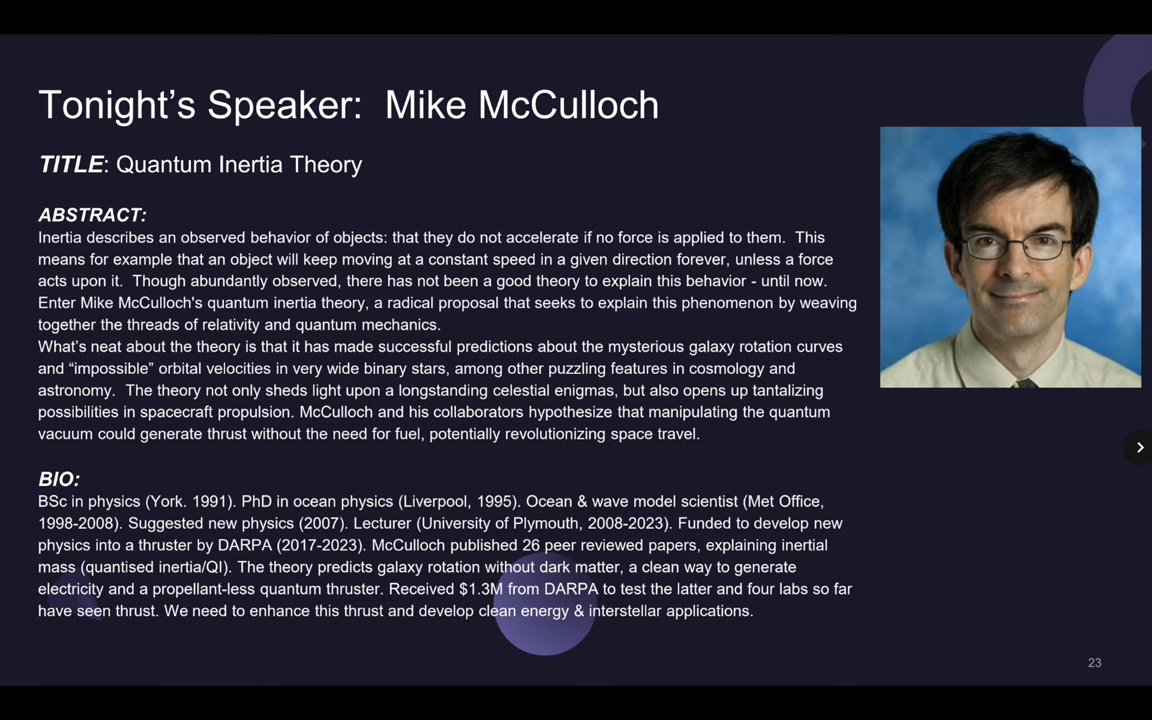 Tonight's Speaker: Mike McCulloch
TITLE: Quantum Inertia Theory
ABSTRACT:
Inertia describes an observed behavior of objects: that they do not accelerate if no force is applied to them. This
means for example that an object will keep moving at a constant speed in a given direction forever, unless a force
acts upon it. Though abundantly observed, there has not been a good theory to explain this behavior - until now.
Enter Mike McCulloch's quantum inertia theory, a radical proposal that seeks to explain this phenomenon by weaving
together the threads of relativity and quantum mechanics.
What's neat about the theory is that it has made successful predictions about the mysterious galaxy rotation curves
and “impossible” orbital velocities in very wide binary stars, among other puzzling features in cosmology and
astronomy. The theory not only sheds light upon a longstanding celestial enigmas, but also opens up tantalizing
possibilities in spacecraft propulsion. McCulloch and his collaborators hypothesize that manipulating the quantum
vacuum could generate thrust without the need for fuel, potentially revolutionizing space travel.
BIO:
BSc in physics (York. 1991). PhD in ocean physics (Liverpool, 1995). Ocean & wave model scientist (Met Office,
1998-2008). Suggested new physics (2007). Lecturer (University of Plymouth, 2008-2023). Funded to develop new
physics into a thruster by DARPA (2017-2023). McCulloch published 26 peer reviewed papers, explaining inertial
mass (quantised inertia/QI). The theory predicts galaxy rotation without dark matter, a clean way to generate
electricity and a propellant-less quantum thruster. Received $1.3M from DARPA to test the latter and four labs so far
have seen thrust. We need to enhance this thrust and develop clean energy & interstellar applications.
23